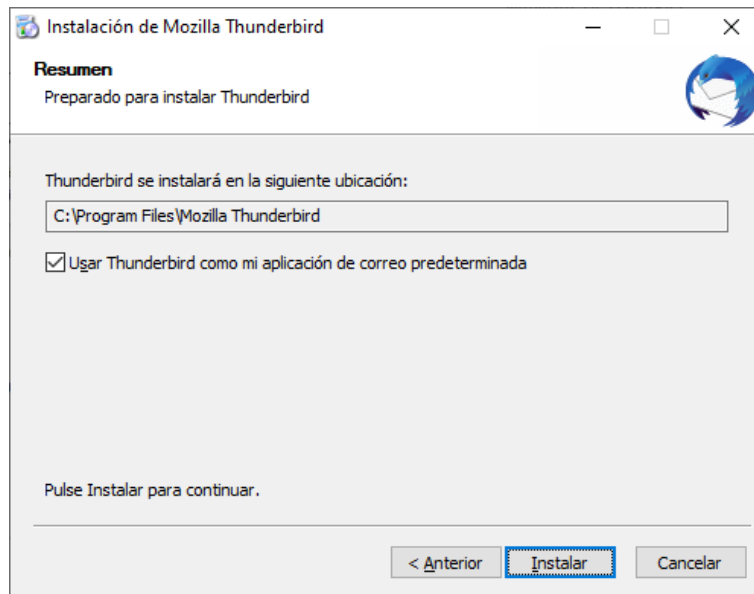 Instalación de Mozilla Thunderbird
Resumen
Preparado para instalar Thunderbird
Thunderbird se instalará en la siguiente ubicación:
C:\Program Files\Mozilla Thunderbird
Usar Thunderbird como mi aplicación de correo predeterminada
Pulse Instalar para continuar.
< Anterior Instalar Cancelar